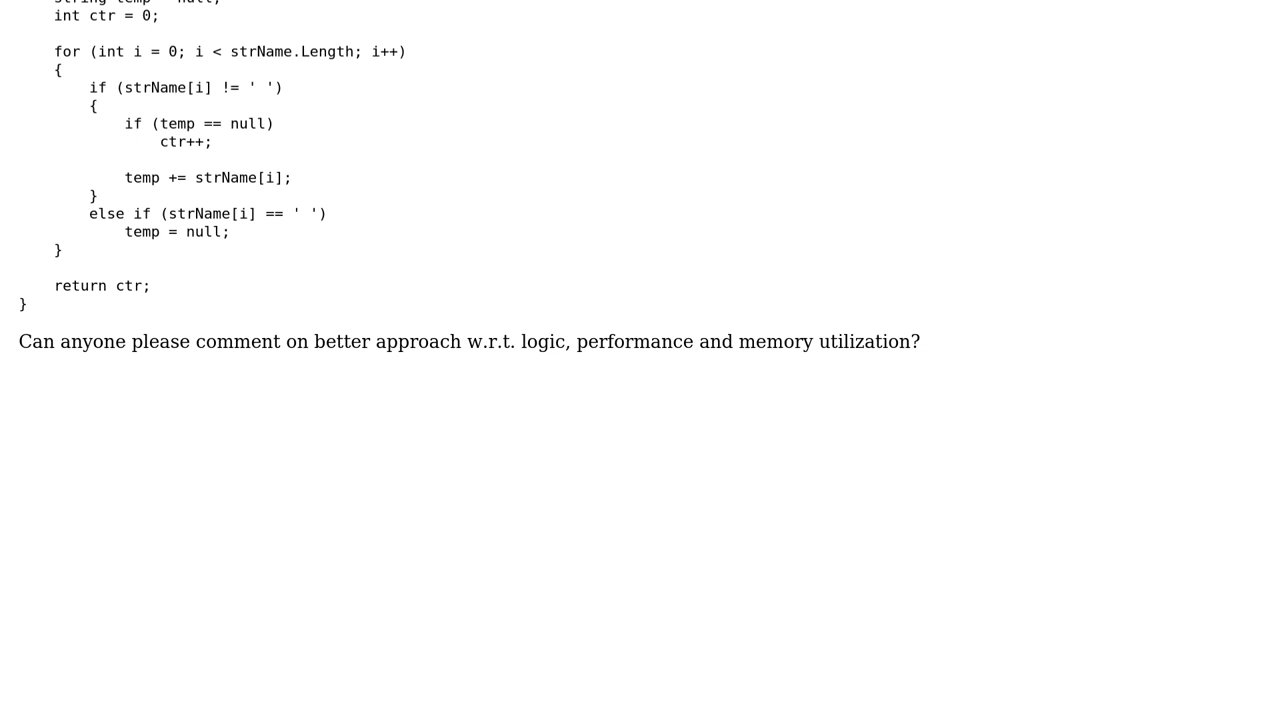 int ctr = 0;
for (int i = 0; i < strName.Length; i++)
{
if (strName[i] != ' ')
{
if (temp == null)
ctr++;
temp += strName[i];
}
else if (strName[i] == ' ')
temp = null;
}
return ctr;
}
Can anyone please comment on better approach w.r.t. logic, performance and memory utilization?